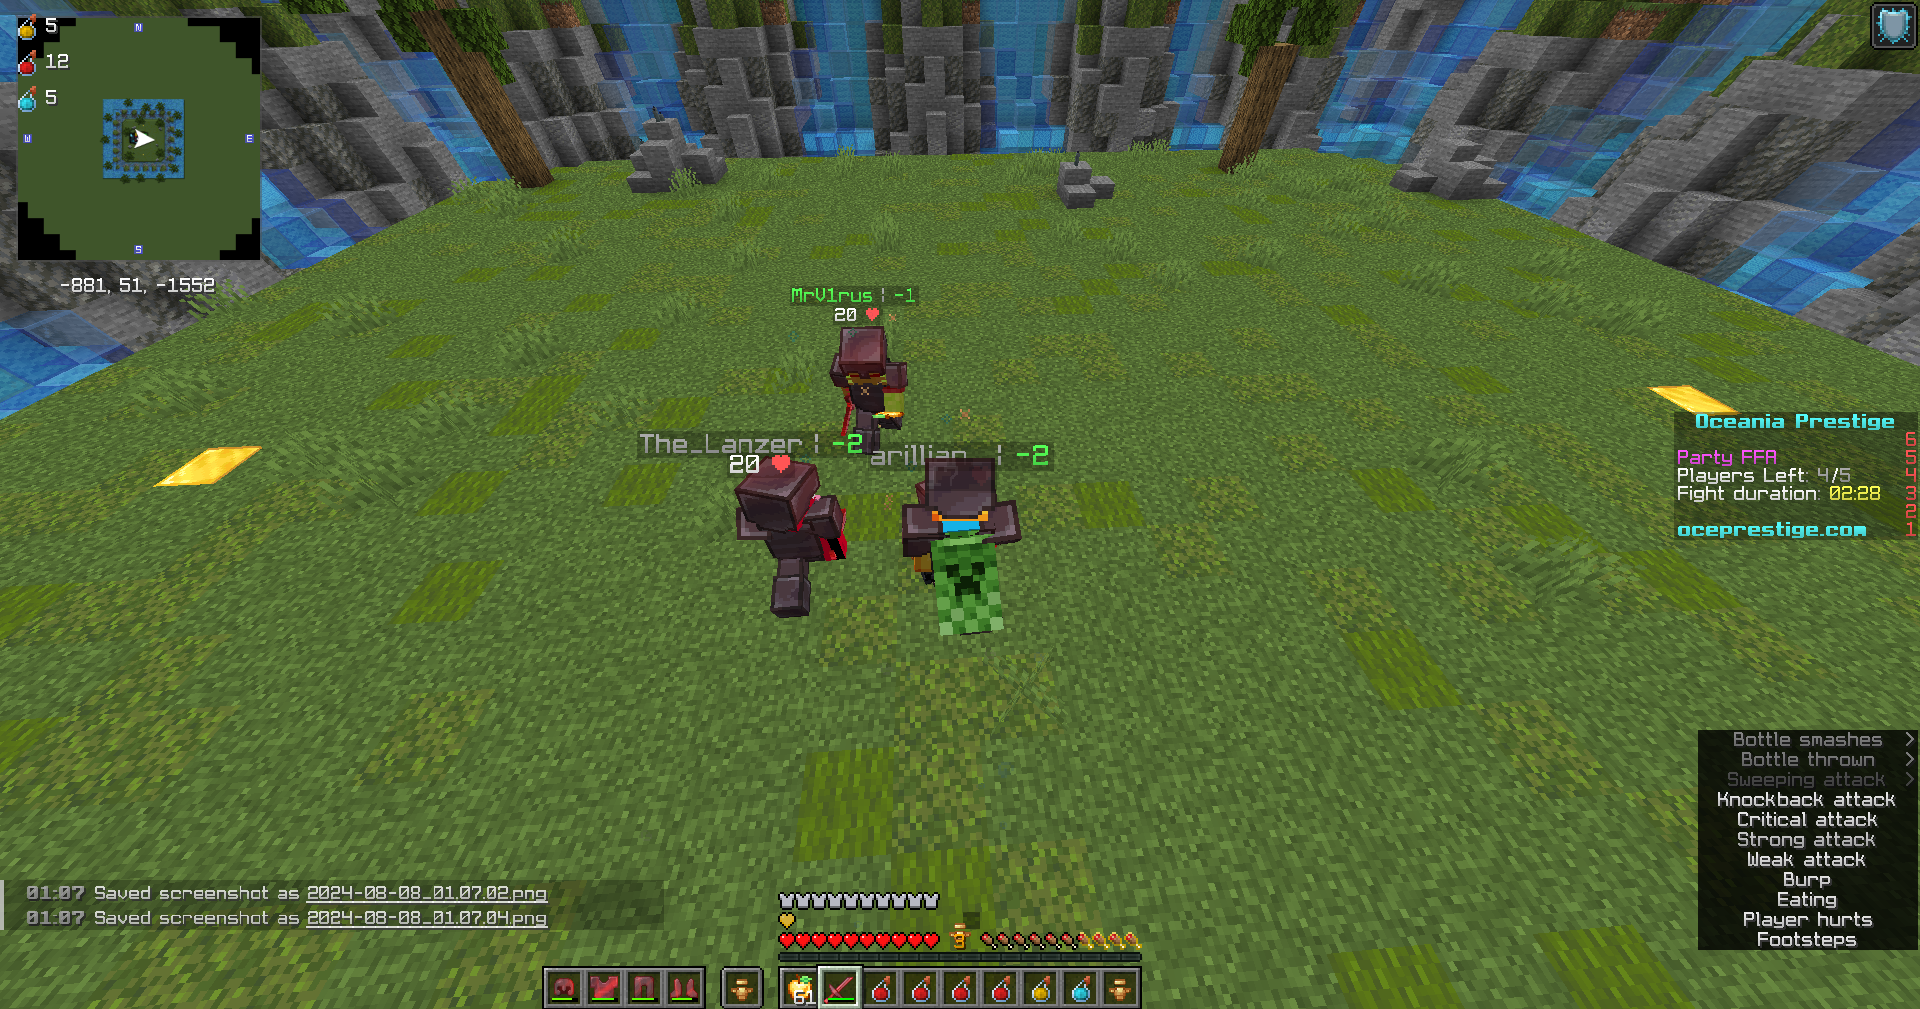 5
12
5
N
W
E
S
-881, 51, -1552
MrV1rus | -1
20
The_Lanzer | -2
20
arillian | -2
Oceania Prestige
6
Party FFA 5
Players Left: 4/5 4
Fight duration: 02:28 3
2
oceprestige.com 1
Bottle smashes >
Bottle thrown >
Sweeping attack >
Knockback attack
Critical attack
Strong attack
Weak attack
Burp
Eating
Player hurts
Footsteps
01:07 Saved screenshot as 2024-08-08_01.07.02.png
01:07 Saved screenshot as 2024-08-08_01.07.04.png
3
61